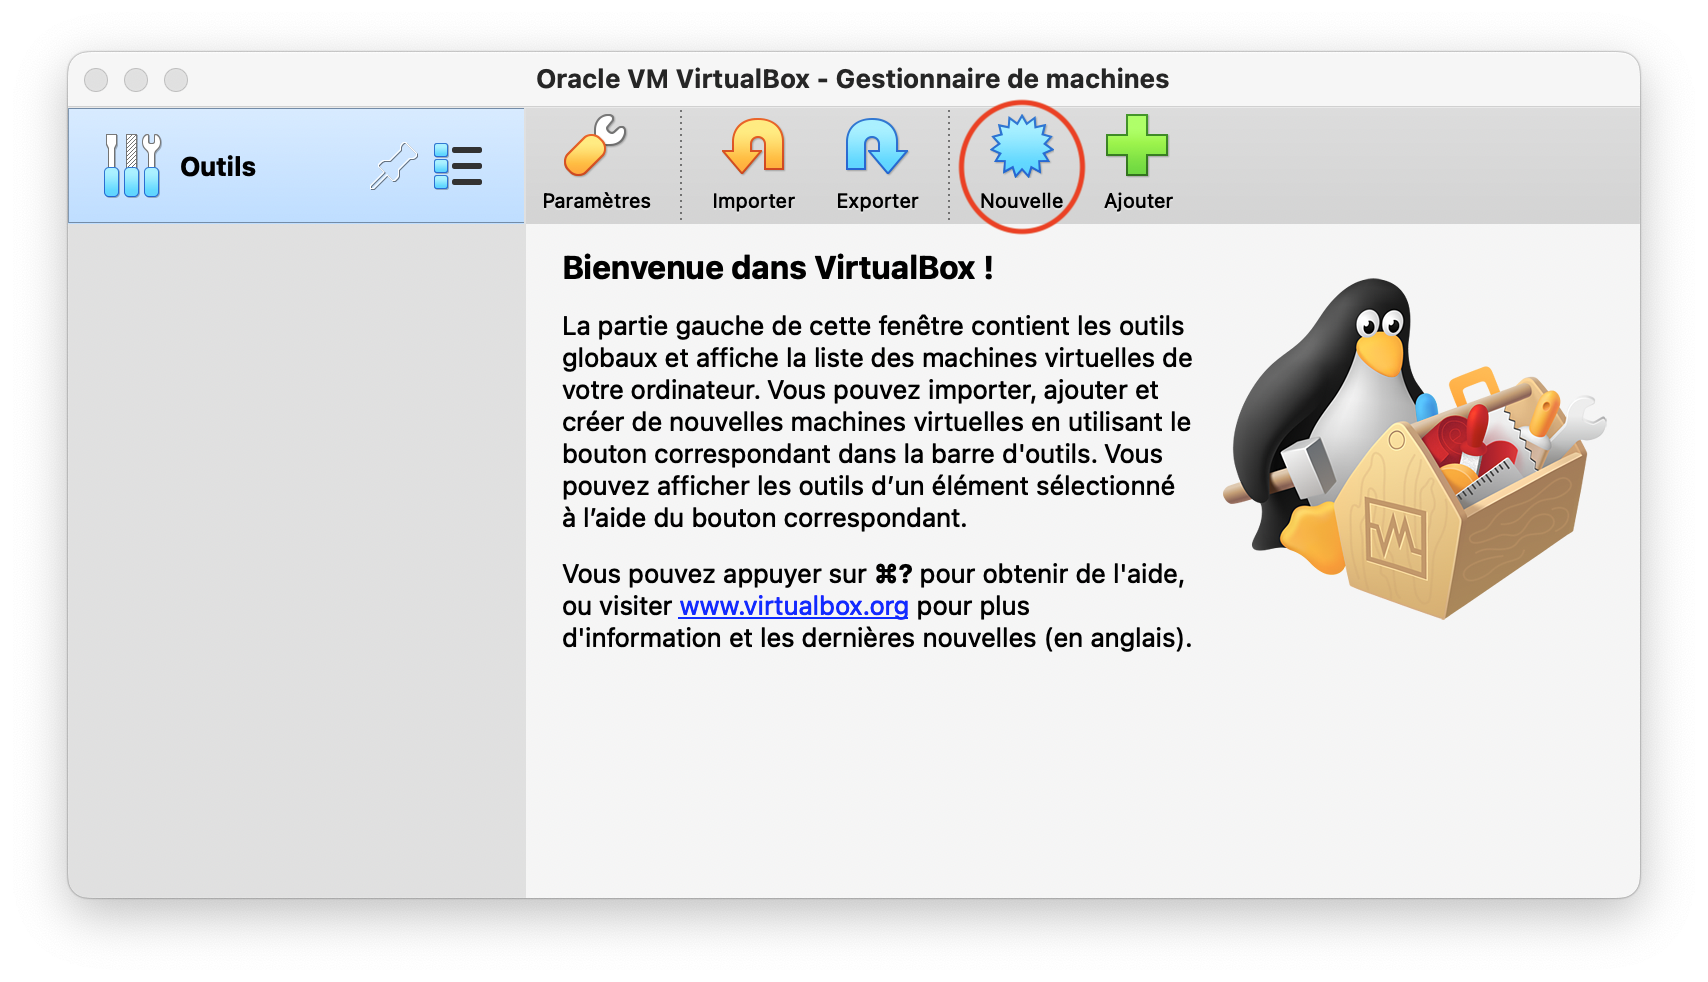 Oracle VM VirtualBox - Gestionnaire de machines
Outils
Paramètres
Importer
Exporter
Nouvelle
Ajouter
Bienvenue dans VirtualBox !
La partie gauche de cette fenêtre contient les outils
globaux et affiche la liste des machines virtuelles de
votre ordinateur. Vous pouvez importer, ajouter et
créer de nouvelles machines virtuelles en utilisant le
bouton correspondant dans la barre d'outils. Vous
pouvez afficher les outils d’un élément sélectionné
à l’aide du bouton correspondant.
Vous pouvez appuyer sur ⌘? pour obtenir de l'aide,
ou visiter www.virtualbox.org pour plus
d'information et les dernières nouvelles (en anglais).